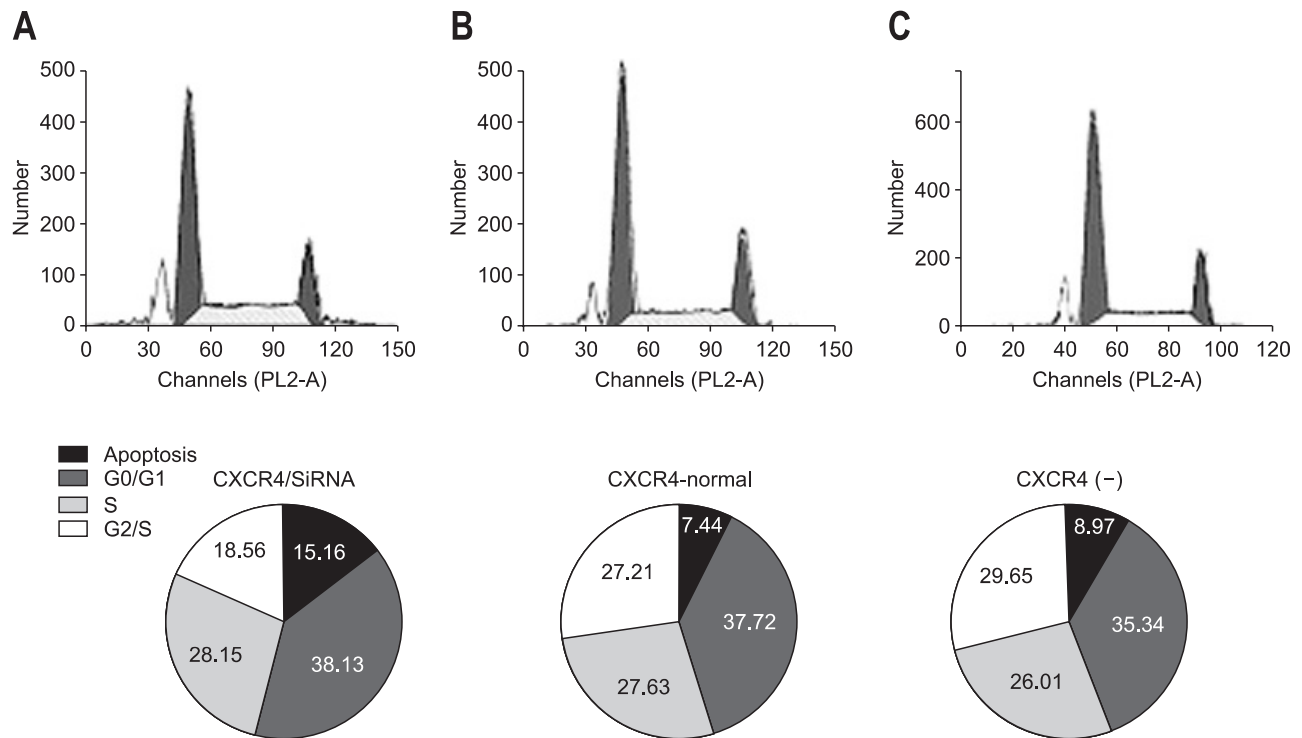 A
B
C
500
400
300
200
100
0
Number
0 30 60 90 120 150
Channels (PL2-A)
500
400
300
200
100
0
Number
0 30 60 90 120 150
Channels (PL2-A)
600
400
200
0
Number
0 20 40 60 80 100 120
Channels (PL2-A)
Apoptosis
G0/G1
S
G2/S
CXCR4/SiRNA
18.56
15.16
28.15
38.13
CXCR4-normal
7.44
27.21
37.72
27.63
CXCR4 (−)
8.97
29.65
35.34
26.01